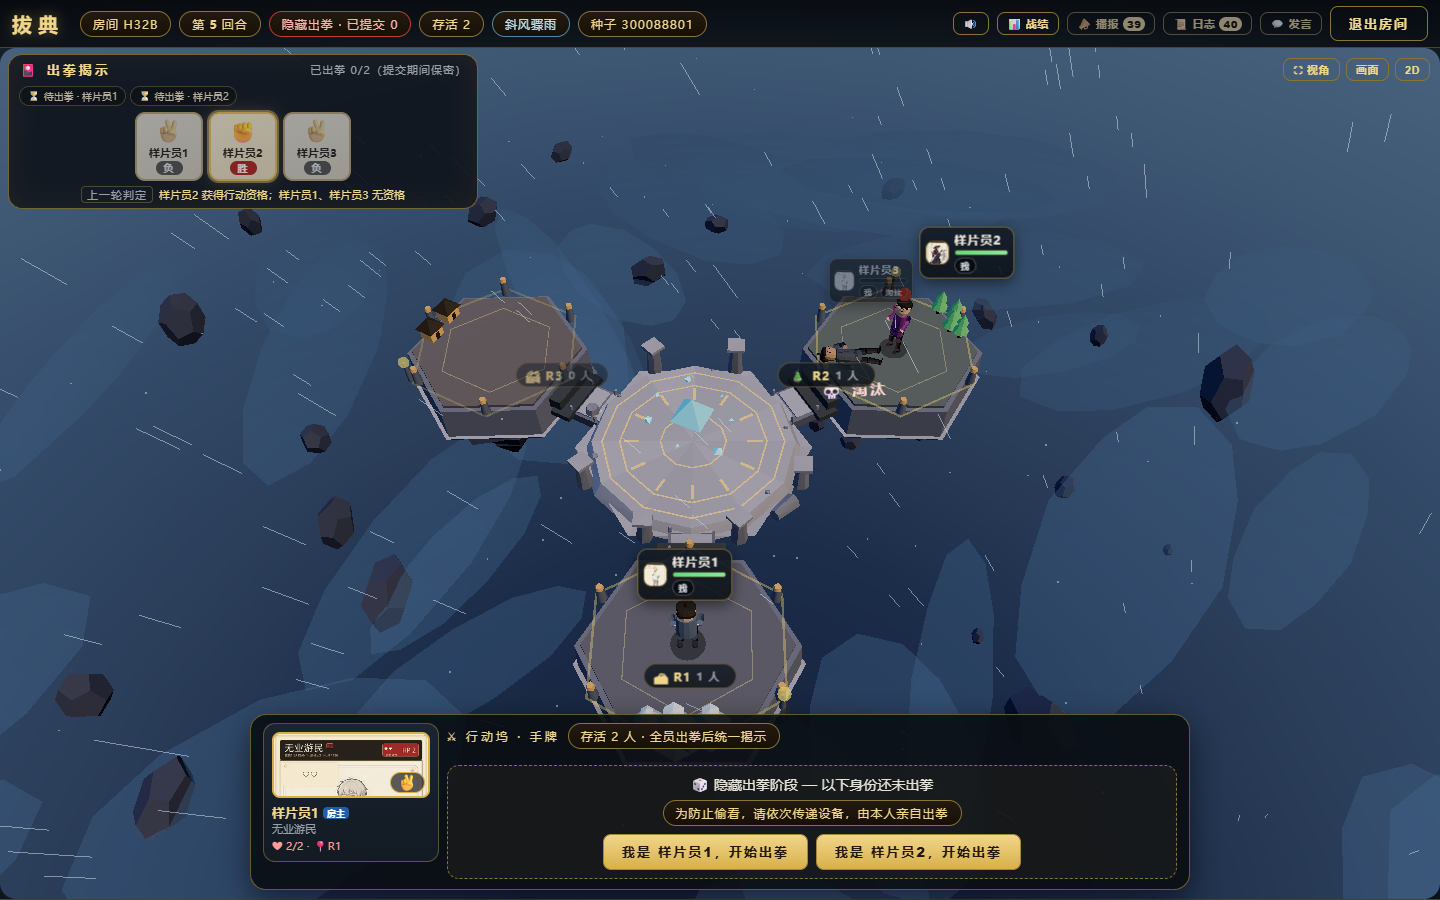 拔典
房间 H32B
第 5 回合
隐藏出拳 · 已提交 0
存活 2
斜风骤雨
种子 300088801
战绩
播报 39
日志 40
发言
退出房间
出拳揭示
已出拳 0/2（提交期间保密）
待出拳 · 样片员1
待出拳 · 样片员2
样片员1
负
样片员2
胜
样片员3
负
上一轮判定
样片员2 获得行动资格；样片员1、样片员3 无资格
视角
画面
2D
样片员2
我
样片员3
我
淘汰
R3 0 人
R2 1 人
淘汰
样片员1
我
R1 1 人
无业游民
HP 2
样片员1 房主
无业游民
2/2 · R1
行动坞 · 手牌
存活 2 人 · 全员出拳后统一揭示
隐藏出拳阶段 — 以下身份还未出拳
为防止偷看，请依次传递设备，由本人亲自出拳
我是 样片员1，开始出拳
我是 样片员2，开始出拳